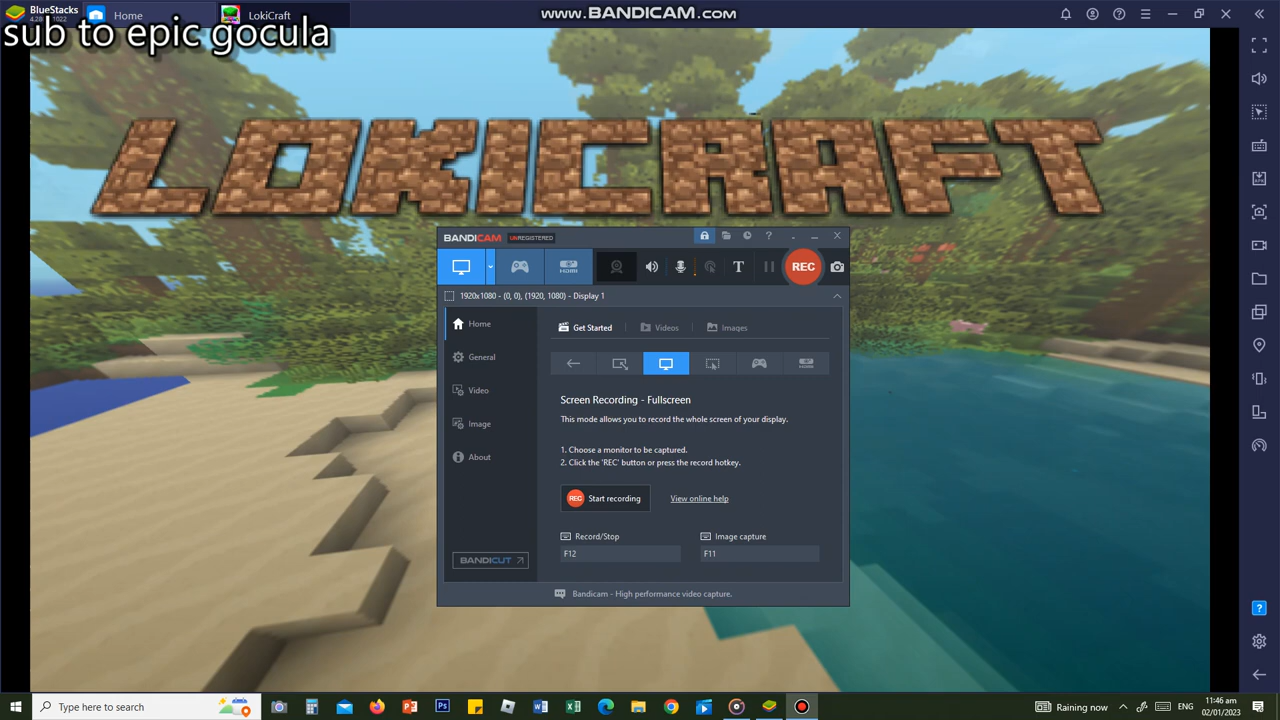 BlueStacks
Home
LokiCraft
www.BANDICAM.com
sub to epic gocula
LOKICRAFT
BANDICAM UNREGISTERED
?
HDMI
T
REC
1920x1080 - (0, 0), (1920, 1080) - Display 1
Home
Get Started
Videos
Images
General
Video
Image
About
Screen Recording - Fullscreen
This mode allows you to record the whole screen of your display.
1. Choose a monitor to be captured.
2. Click the 'REC' button or press the record hotkey.
REC Start recording
View online help
Record/Stop
Image capture
F12
F11
BANDICUT
Bandicam - High performance video capture.
Type here to search
Raining now
ENG
11:46 am
02/01/2023